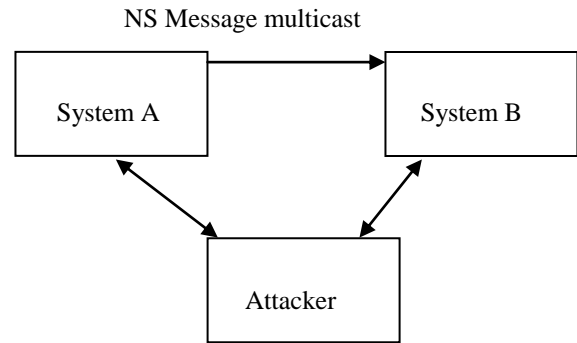 NS Message multicast
System A
System B
Attacker